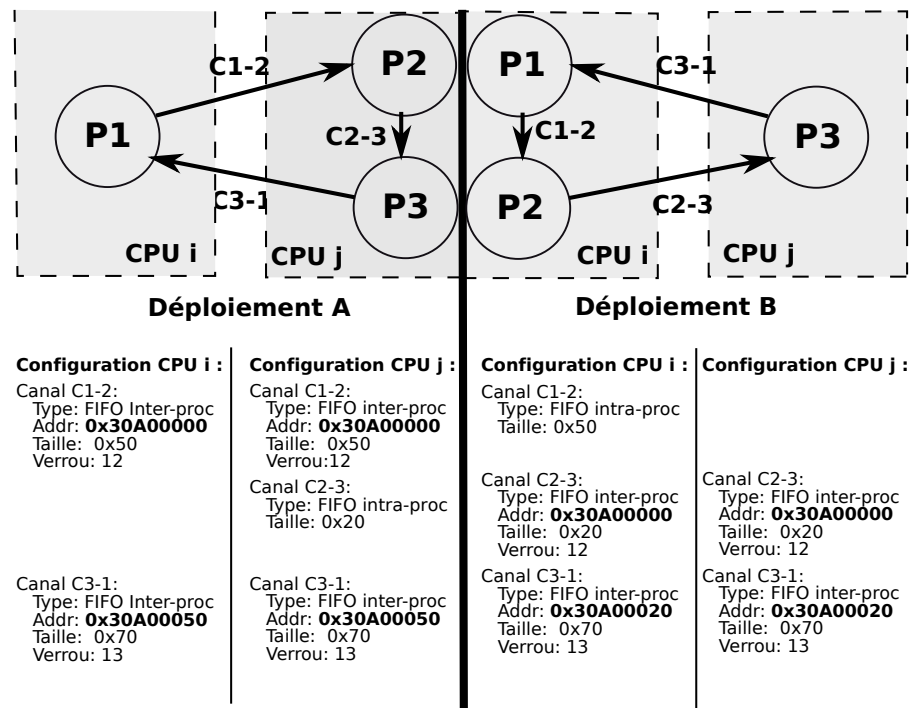 P1
C1-2
P2
C2-3
C3-1
P3
CPU i
CPU j
Déploiement A
P1
C3-1
C1-2
P3
P2
C2-3
CPU i
CPU j
Déploiement B
Configuration CPU i :
Canal C1-2:
Type: FIFO Inter-proc
Addr: 0x30A00000
Taille: 0x50
Verrou: 12
Canal C3-1:
Type: FIFO Inter-proc
Addr: 0x30A00050
Taille: 0x70
Verrou: 13
Configuration CPU j :
Canal C1-2:
Type: FIFO inter-proc
Addr: 0x30A00000
Taille: 0x50
Verrou:12
Canal C2-3:
Type: FIFO intra-proc
Taille: 0x20
Canal C3-1:
Type: FIFO inter-proc
Addr: 0x30A00050
Taille: 0x70
Verrou: 13
Configuration CPU i :
Canal C1-2:
Type: FIFO intra-proc
Taille: 0x50
Canal C2-3:
Type: FIFO inter-proc
Addr: 0x30A00000
Taille: 0x20
Verrou: 12
Canal C3-1:
Type: FIFO inter-proc
Addr: 0x30A00020
Taille: 0x70
Verrou: 13
Configuration CPU j :
Canal C2-3:
Type: FIFO inter-proc
Addr: 0x30A00000
Taille: 0x20
Verrou: 12
Canal C3-1:
Type: FIFO inter-proc
Addr: 0x30A00020
Taille: 0x70
Verrou: 13